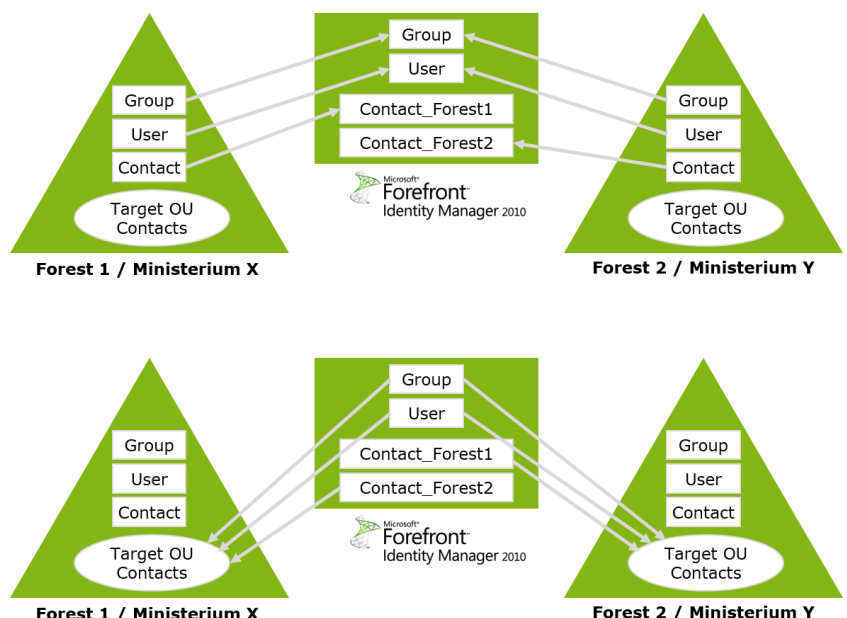 Group
User
Contact_Forest1
Contact_Forest2
Group
User
Contact
Target OU
Contacts
Group
User
Contact
Target OU
Contacts
Microsoft®
Forefront™
Identity Manager 2010
Forest 1 / Ministerium X
Forest 2 / Ministerium Y
Group
User
Contact_Forest1
Contact_Forest2
Group
User
Contact
Target OU
Contacts
Group
User
Contact
Target OU
Contacts
Microsoft®
Forefront™
Identity Manager 2010
Forest 1 / Ministerium X
Forest 2 / Ministerium Y